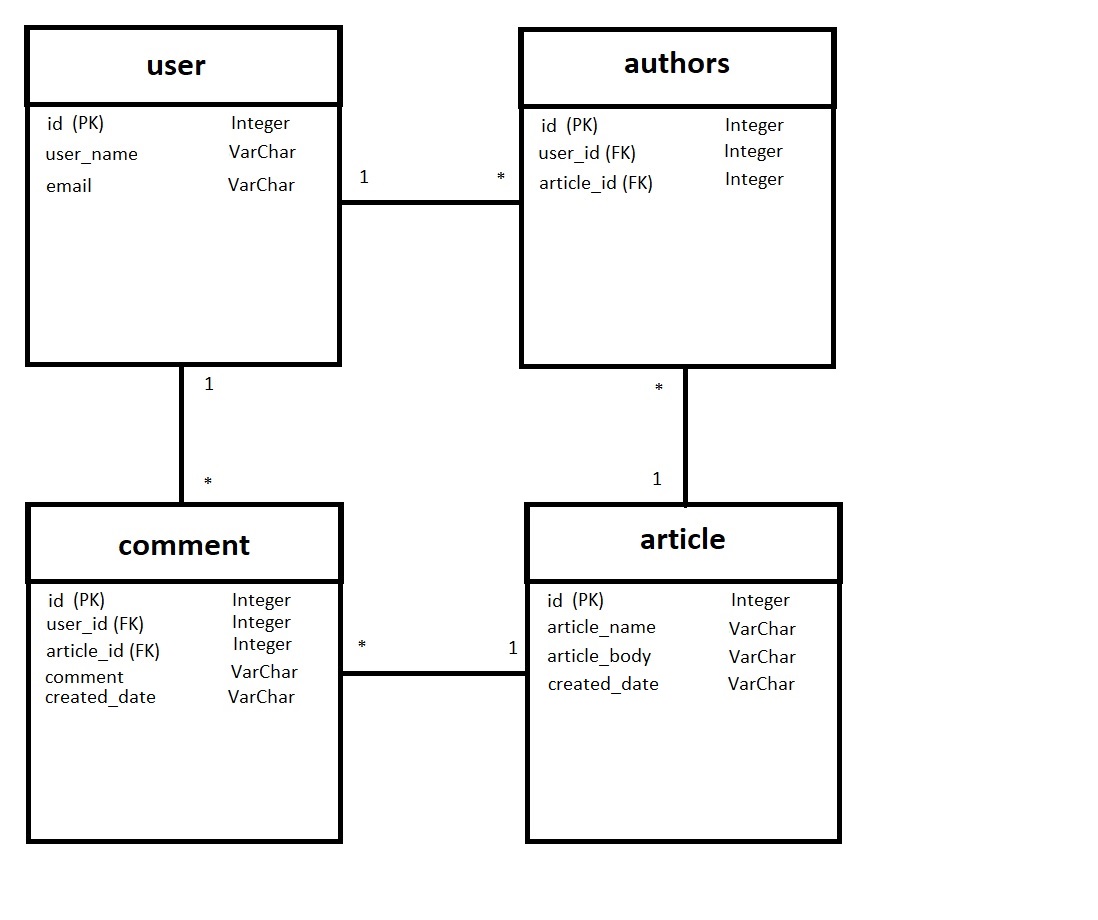 user
id (PK) Integer
user_name VarChar
email VarChar
1 *
authors
id (PK) Integer
user_id (FK) Integer
article_id (FK) Integer
1
*
*
1
comment
id (PK) Integer
user_id (FK) Integer
article_id (FK) Integer
comment VarChar
created_date VarChar
* 1
article
id (PK) Integer
article_name VarChar
article_body VarChar
created_date VarChar